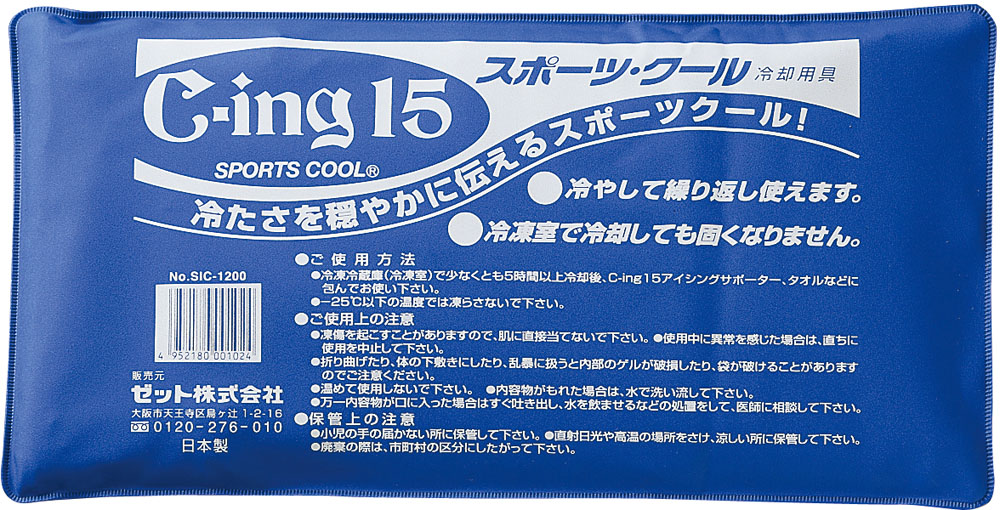 C-ing 15
SPORTS COOL®
スポーツ・クール 冷却用具
冷たさを穏やかに伝えるスポーツクール!
●冷やして繰り返し使えます。
●冷凍室で冷却しても固くなりません。
No.SIC-1200
4 952180 001024
販売元
ゼット株式会社
大阪市天王寺区烏ヶ辻 1-2-16
0120-276-010
日本製
●ご使用方法
●冷凍冷蔵庫(冷凍室)で少なくとも5時間以上冷却後、C-ing15アイシングサポーター、タオルなどに
包んでお使い下さい。
●−25℃以下の温度では凍らさないで下さい。
●ご使用上の注意
●凍傷を起こすことがありますので、肌に直接当てないで下さい。●使用中に異常を感じた場合は、直ちに
使用を中止して下さい。
●折り曲げたり、体の下敷きにしたり、乱暴に扱うと内部のゲルが破損したり、袋が破けることがあります
のでご注意ください。
●温めて使用しないで下さい。●内容物がもれた場合は、水で洗い流して下さい。
●万一内容物が口に入った場合はすぐ吐き出し、水を飲ませるなどの処置をして、医師に相談して下さい。
●保管上の注意
●小児の手の届かない所に保管して下さい。●直射日光や高温の場所をさけ、涼しい所に保管して下さい。
●廃棄の際は、市町村の区分にしたがって下さい。